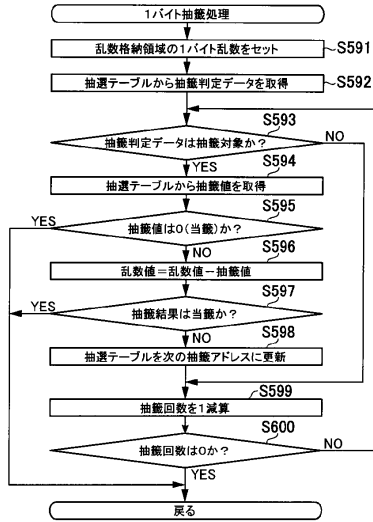 1バイト抽籤処理
乱数格納領域の1バイト乱数をセット
S591
抽選テーブルから抽籤判定データを取得
S592
S593
抽籤判定データは抽籤対象か?
NO
YES
S594
抽選テーブルから抽籤値を取得
S595
YES
抽籤値は0(当籤)か?
NO
S596
乱数値=乱数値-抽籤値
S597
YES
抽籤結果は当籤か?
NO
S598
抽選テーブルを次の抽籤アドレスに更新
S599
抽籤回数を1減算
S600
抽籤回数は0か?
NO
YES
戻る